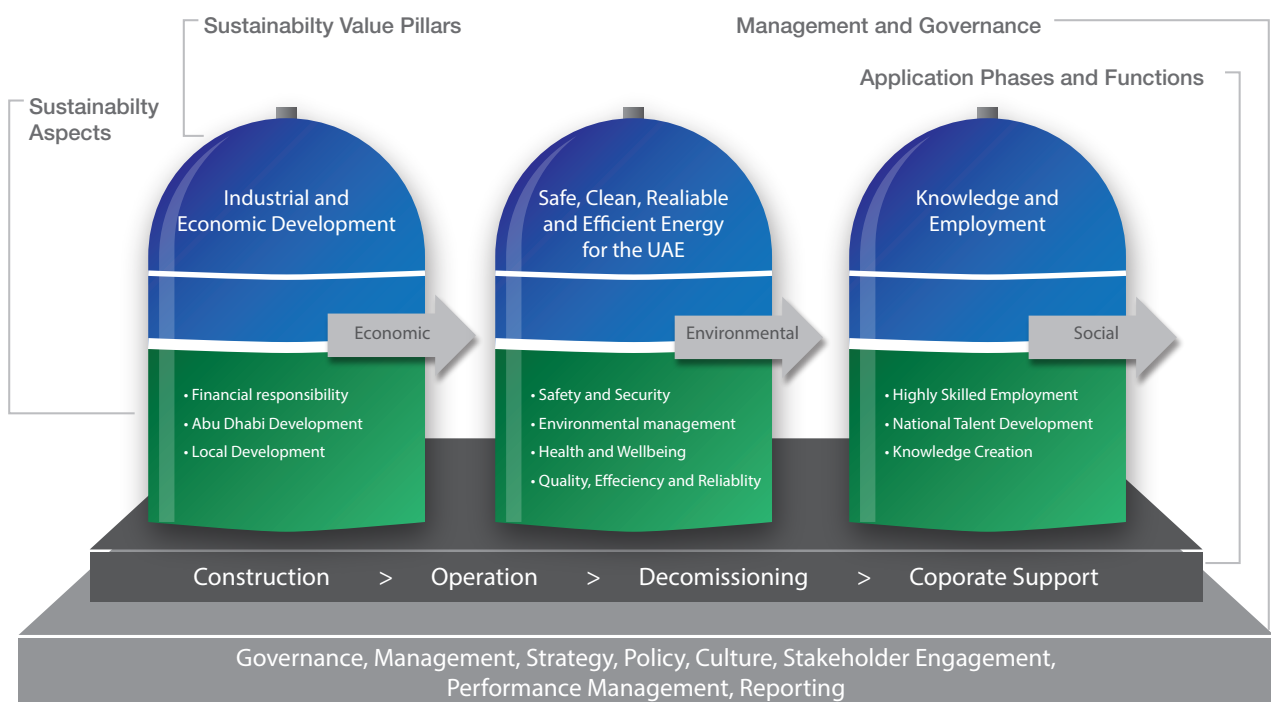 Sustainabilty Value Pillars
Management and Governance
Application Phases and Functions
Sustainabilty
Aspects
Industrial and
Economic Development
Economic
• Financial responsibility
• Abu Dhabi Development
• Local Development
Safe, Clean, Realiable
and Efficient Energy
for the UAE
Environmental
• Safety and Security
• Environmental management
• Health and Wellbeing
• Quality, Effeciency and Reliablity
Knowledge and
Employment
Social
• Highly Skilled Employment
• National Talent Development
• Knowledge Creation
Construction > Operation > Decomissioning > Coporate Support
Governance, Management, Strategy, Policy, Culture, Stakeholder Engagement,
Performance Management, Reporting